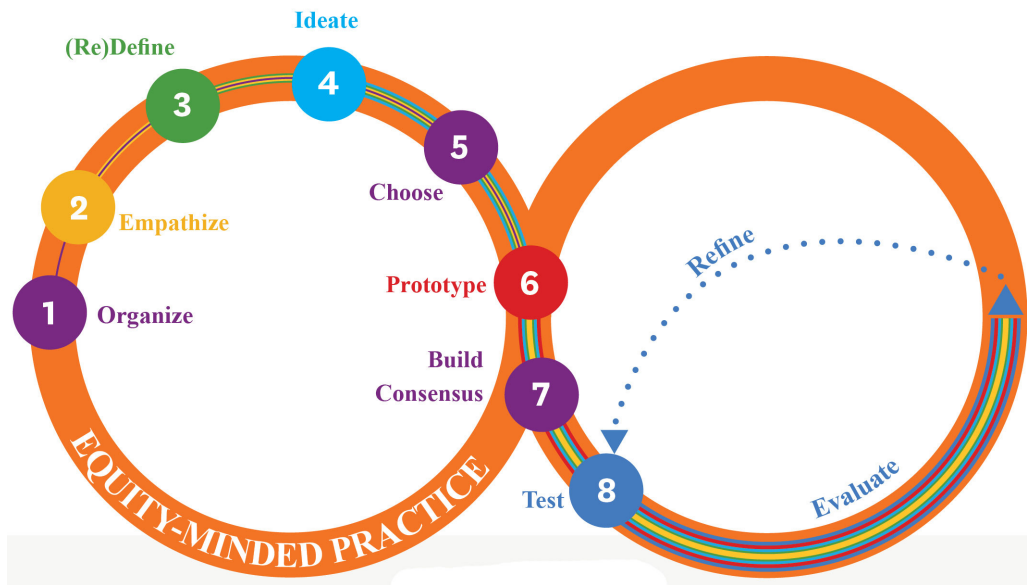 1
Organize
2
Empathize
3
(Re)Define
4
Ideate
5
Choose
6
Prototype
7
Build
Consensus
8
Test
Evaluate
Refine
EQUITY-MINDED PRACTICE